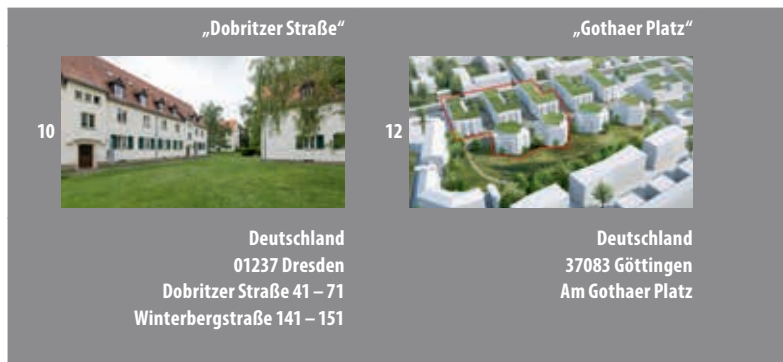 „Dobritzer Straße“
10
Deutschland
01237 Dresden
Dobritzer Straße 41 – 71
Winterbergstraße 141 – 151
„Gothaer Platz“
12
Deutschland
37083 Göttingen
Am Gothaer Platz